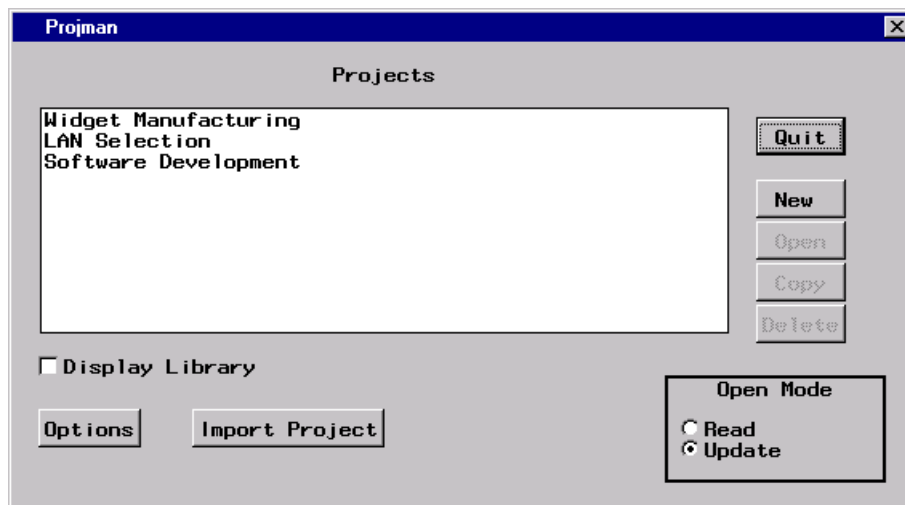 Projman
Projects
Widget Manufacturing
LAN Selection
Software Development
Quit
New
Open
Copy
Delete
Display Library
Options
Import Project
Open Mode
Read
Update